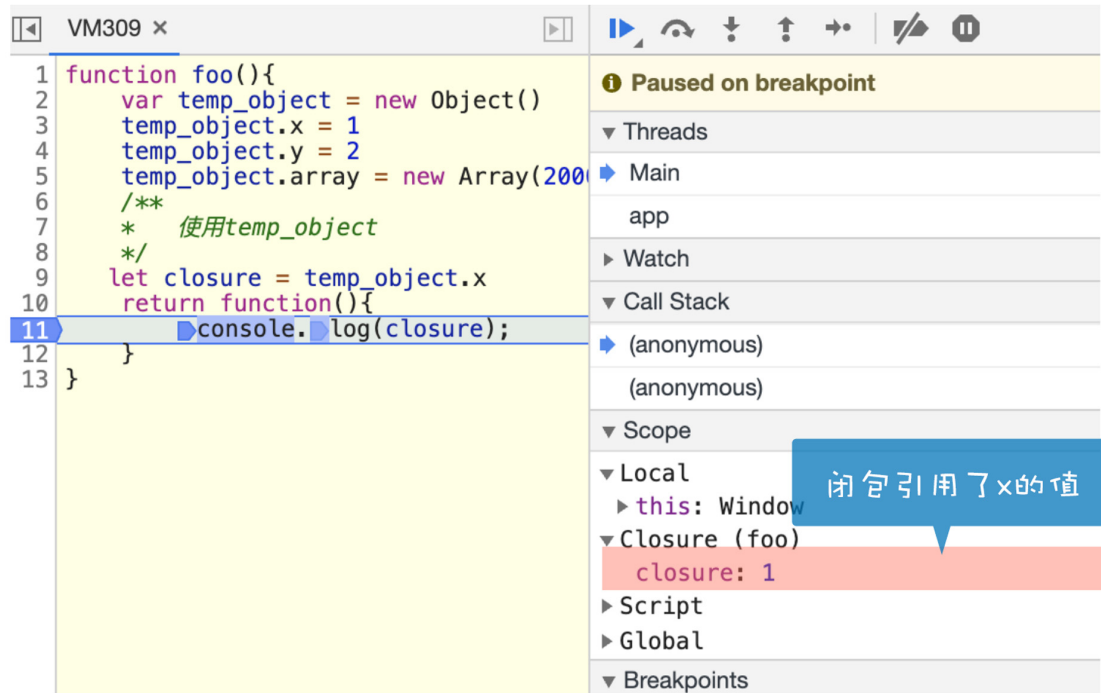 VM309 ×
1 function foo(){
2 var temp_object = new Object()
3 temp_object.x = 1
4 temp_object.y = 2
5 temp_object.array = new Array(200
6 /**
7 * 使用temp_object
8 */
9 let closure = temp_object.x
10 return function(){
11 console.log(closure);
12 }
13 }
Paused on breakpoint
Threads
Main
app
Watch
Call Stack
(anonymous)
(anonymous)
Scope
Local
this: Window
闭包引用了x的值
Closure (foo)
closure: 1
Script
Global
Breakpoints